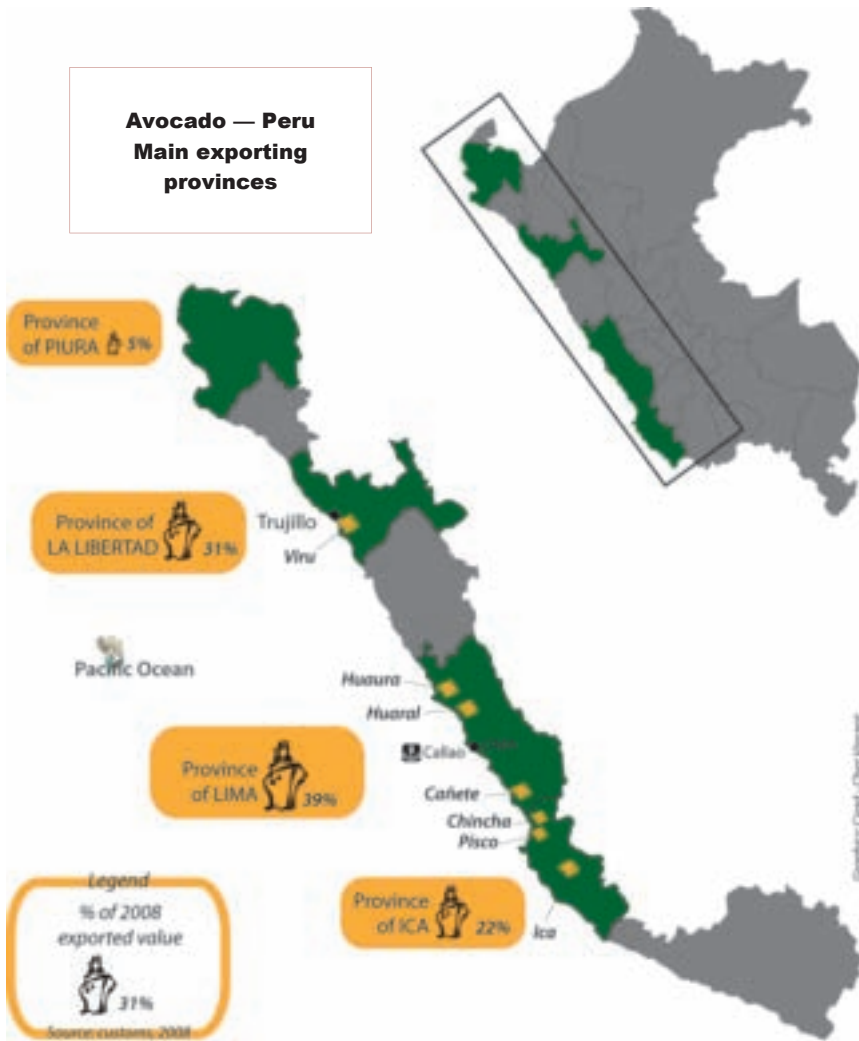 Avocado — Peru
Main exporting
provinces
Province
of PIURA 5%
Province of
LA LIBERTAD 31%
Trujillo
Viru
Pacific Ocean
Huaura
Huaral
Callao
Province
of LIMA 39%
Cañete
Chincha
Pisco
Province
of ICA 22%
Ica
Legend
% of 2008
exported value
31%
Source: customs, 2008